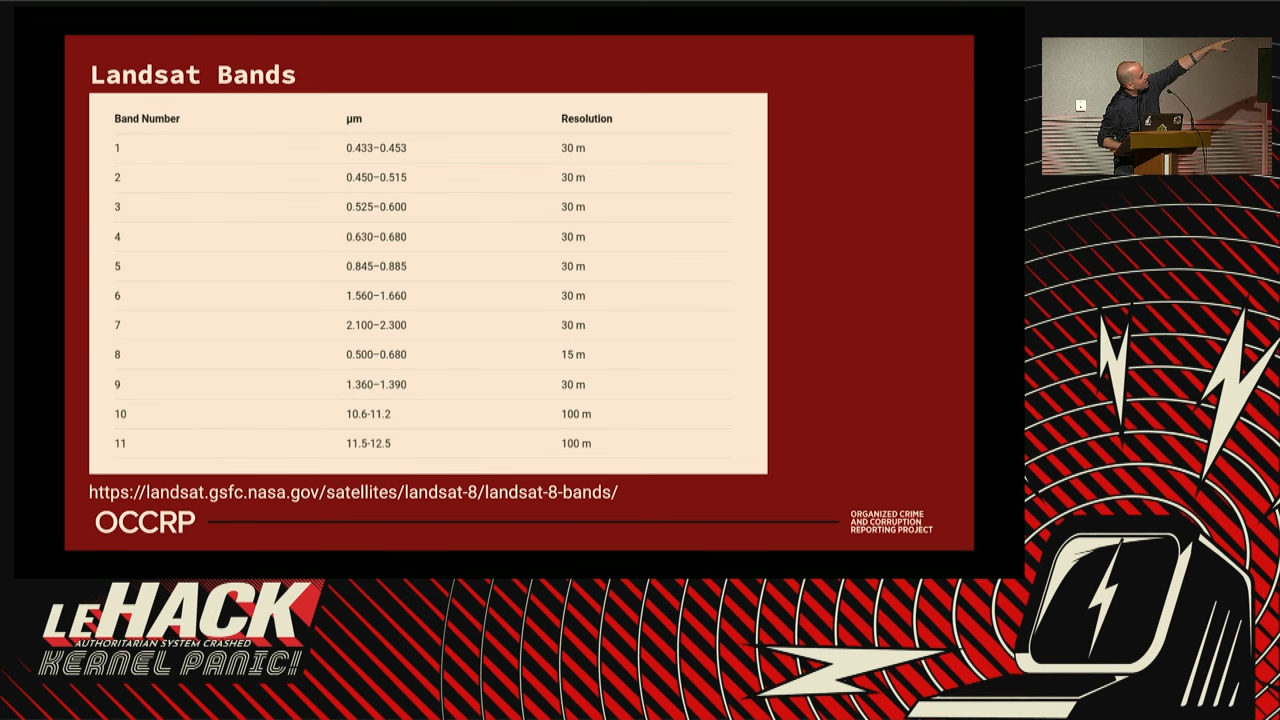 Landsat Bands
Band Number µm Resolution
1 0.433–0.453 30 m
2 0.450–0.515 30 m
3 0.525–0.600 30 m
4 0.630–0.680 30 m
5 0.845–0.885 30 m
6 1.560–1.660 30 m
7 2.100–2.300 30 m
8 0.500–0.680 15 m
9 1.360–1.390 30 m
10 10.6-11.2 100 m
11 11.5-12.5 100 m
https://landsat.gsfc.nasa.gov/satellites/landsat-8/landsat-8-bands/
OCCRP
ORGANIZED CRIME
AND CORRUPTION
REPORTING PROJECT
LEHACK
AUTHORITARIAN SYSTEM CRASHED
KERNEL PANIC!